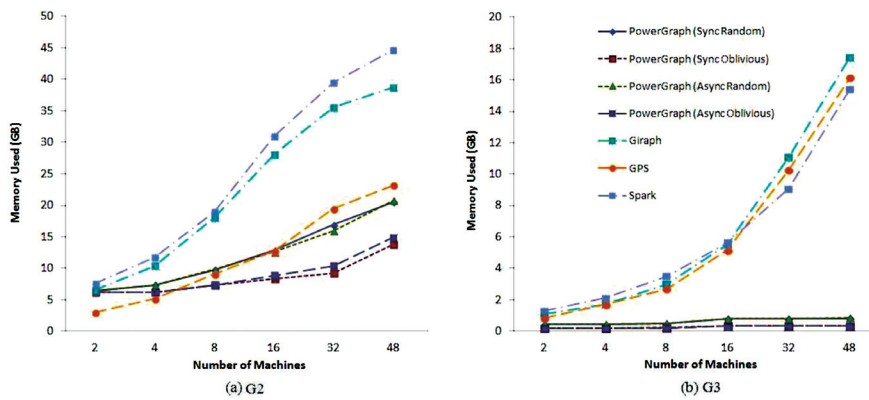 50
45
40
35
30
25
20
15
10
5
0
Memory Used (GB)
2 4 8 16 32 48
Number of Machines
(a) G2
20
18
16
14
12
10
8
6
4
2
0
Memory Used (GB)
PowerGraph (Sync Random)
PowerGraph (Sync Oblivious)
PowerGraph (Async Random)
PowerGraph (Async Oblivious)
Giraph
GPS
Spark
2 4 8 16 32 48
Number of Machines
(b) G3